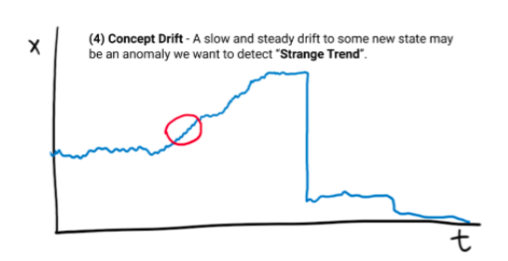 (4) Concept Drift - A slow and steady drift to some new state may
be an anomaly we want to detect "Strange Trend".
x
t